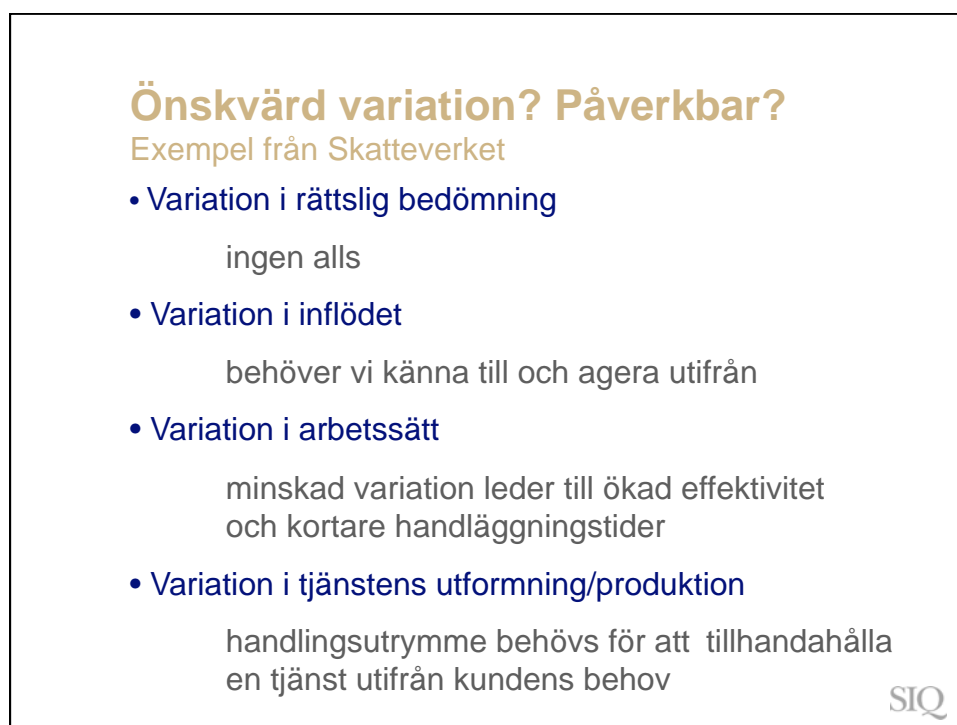 Önskvärd variation? Påverkbar?
Exempel från Skatteverket
• Variation i rättslig bedömning
ingen alls
• Variation i inflödet
behöver vi känna till och agera utifrån
• Variation i arbetssätt
minskad variation leder till ökad effektivitet
och kortare handläggningstider
• Variation i tjänstens utformning/produktion
handlingsutrymme behövs för att tillhandahålla
en tjänst utifrån kundens behov
SIQ